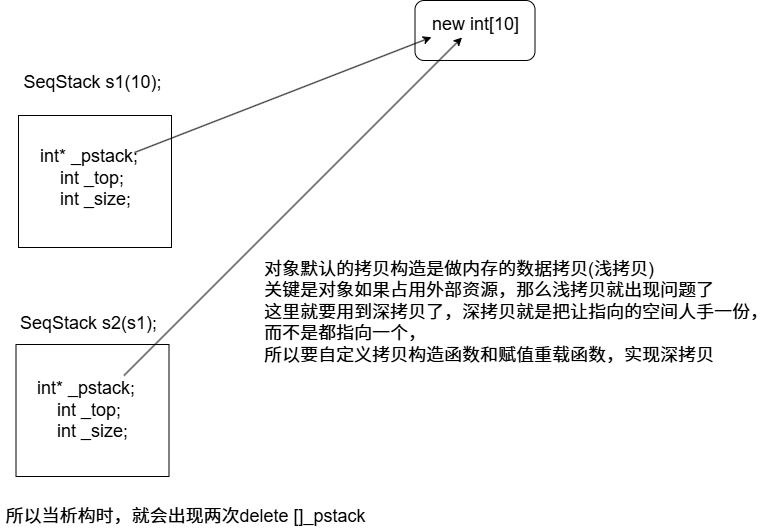 new int[10]
SeqStack s1(10);
int* _pstack;
int _top;
int _size;
对象默认的拷贝构造是做内存的数据拷贝(浅拷贝)
关键是对象如果占用外部资源，那么浅拷贝就出现问题了
这里就要用到深拷贝了，深拷贝就是把让指向的空间人手一份，
而不是都指向一个，
所以要自定义拷贝构造函数和赋值重载函数，实现深拷贝
SeqStack s2(s1);
int* _pstack;
int _top;
int _size;
所以当析构时，就会出现两次delete []_pstack